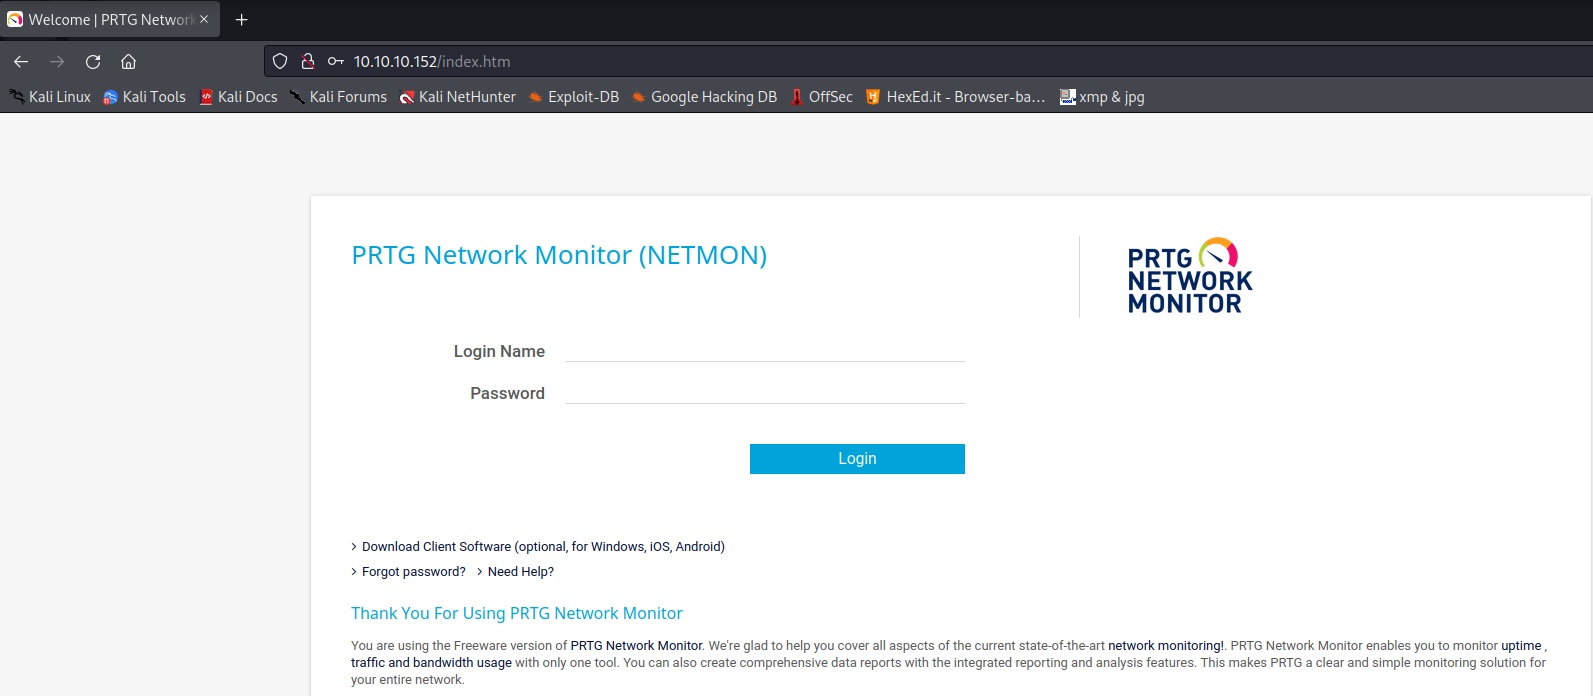 Welcome | PRTG Network
10.10.10.152/index.htm
Kali Linux Kali Tools Kali Docs Kali Forums Kali NetHunter Exploit-DB Google Hacking DB OffSec HexEd.it - Browser-ba... xmp & jpg
PRTG Network Monitor (NETMON)
PRTG
NETWORK
MONITOR
Login Name
Password
Login
Download Client Software (optional, for Windows, iOS, Android)
Forgot password? Need Help?
Thank You For Using PRTG Network Monitor
You are using the Freeware version of PRTG Network Monitor. We're glad to help you cover all aspects of the current state-of-the-art network monitoring!. PRTG Network Monitor enables you to monitor uptime ,
traffic and bandwidth usage with only one tool. You can also create comprehensive data reports with the integrated reporting and analysis features. This makes PRTG a clear and simple monitoring solution for
your entire network.